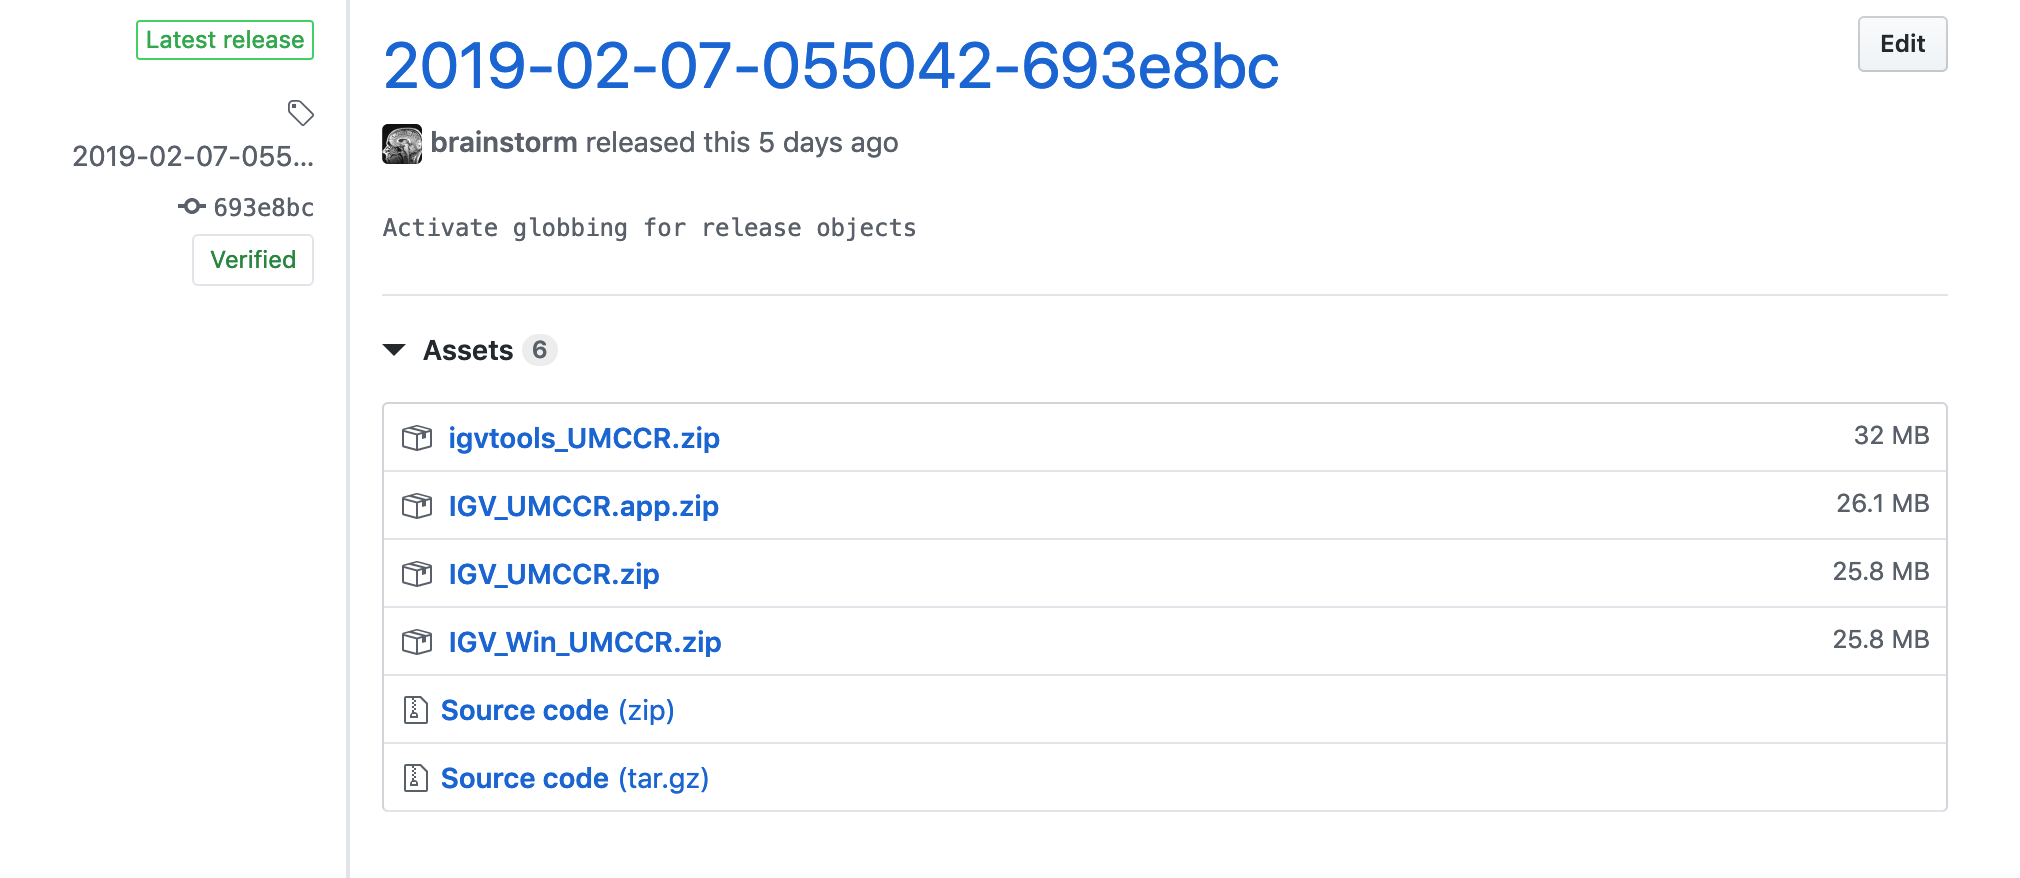 Latest release
2019-02-07-055...
693e8bc
Verified
2019-02-07-055042-693e8bc
Edit
brainstorm released this 5 days ago
Activate globbing for release objects
Assets 6
igvtools_UMCCR.zip 32 MB
IGV_UMCCR.app.zip 26.1 MB
IGV_UMCCR.zip 25.8 MB
IGV_Win_UMCCR.zip 25.8 MB
Source code (zip)
Source code (tar.gz)